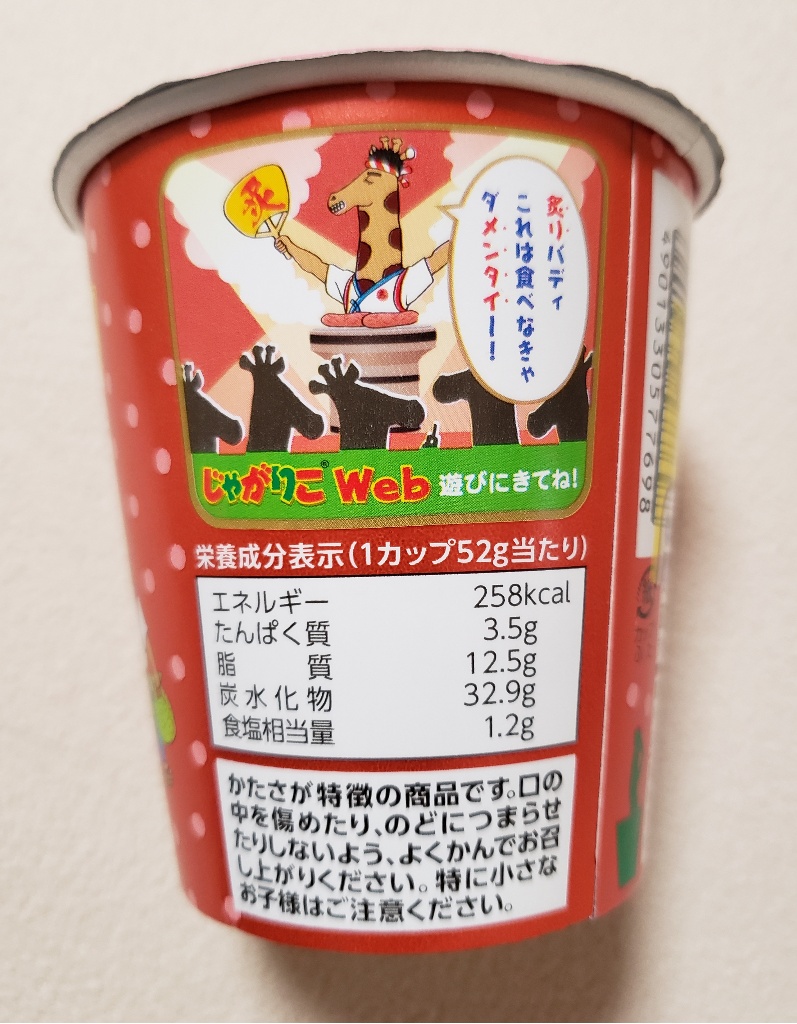 炙
炙りバディ
これは食べなきゃ
ダメンタイー！
じゃがりこ® Web 遊びにきてね!
栄養成分表示(1カップ52g当たり)
エネルギー 258kcal
たんぱく質 3.5g
脂質 12.5g
炭水化物 32.9g
食塩相当量 1.2g
かたさが特徴の商品です。口の
中を傷めたり、のどにつまらせ
たりしないよう、よくかんでお召
し上がりください。特に小さな
お子様はご注意ください。
4901330577698